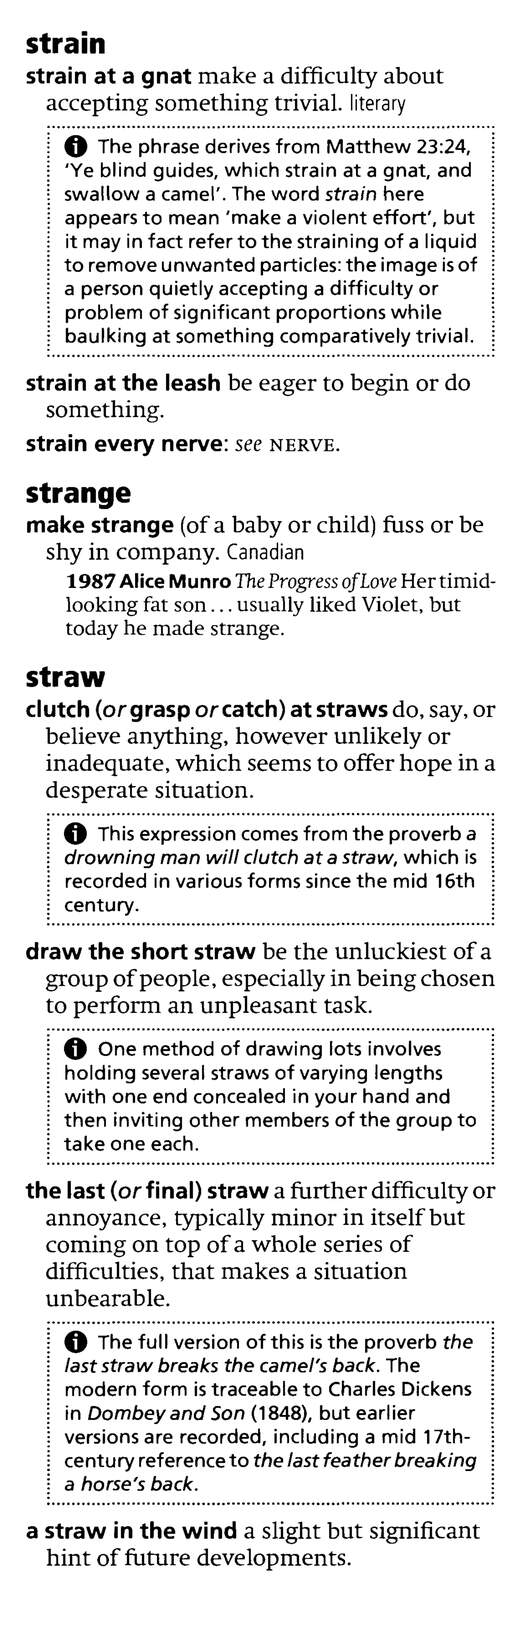 strain
strain at a gnat make a difficulty about
accepting something trivial. literary
The phrase derives from Matthew 23:24,
‘Ye blind guides, which strain at a gnat, and
swallow a camel’. The word strain here
appears to mean ‘make a violent effort’, but
it may in fact refer to the straining of a liquid
to remove unwanted particles: the image is of
a person quietly accepting a difficulty or
problem of significant proportions while
baulking at something comparatively trivial.
strain at the leash be eager to begin or do
something.
strain every nerve: see NERVE.
strange
make strange (of a baby or child) fuss or be
shy in company. Canadian
1987 Alice Munro The Progress of Love Her timid-
looking fat son ... usually liked Violet, but
today he made strange.
straw
clutch (or grasp or catch) at straws do, say, or
believe anything, however unlikely or
inadequate, which seems to offer hope in a
desperate situation.
This expression comes from the proverb a
drowning man will clutch at a straw, which is
recorded in various forms since the mid 16th
century.
draw the short straw be the unluckiest of a
group of people, especially in being chosen
to perform an unpleasant task.
One method of drawing lots involves
holding several straws of varying lengths
with one end concealed in your hand and
then inviting other members of the group to
take one each.
the last (or final) straw a further difficulty or
annoyance, typically minor in itself but
coming on top of a whole series of
difficulties, that makes a situation
unbearable.
The full version of this is the proverb the
last straw breaks the camel's back. The
modern form is traceable to Charles Dickens
in Dombey and Son (1848), but earlier
versions are recorded, including a mid 17th-
century reference to the last feather breaking
a horse's back.
a straw in the wind a slight but significant
hint of future developments.